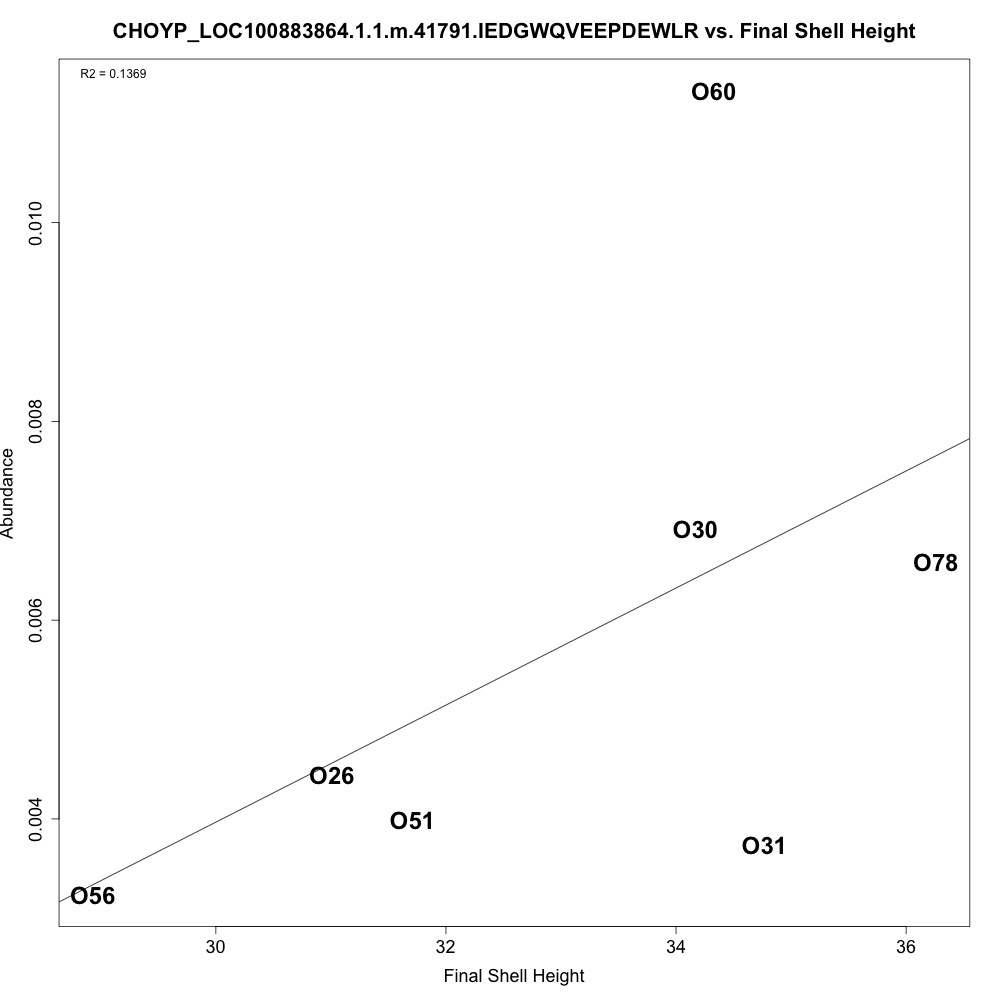 CHOYP_LOC100883864.1.1.m.41791.IEDGWQVEEPDEWLR vs. Final Shell Height
R2 = 0.1369
O60
0.010
0.008
Abundance
O30
O78
0.006
O26
O51
0.004
O31
O56
30 32 34 36
Final Shell Height